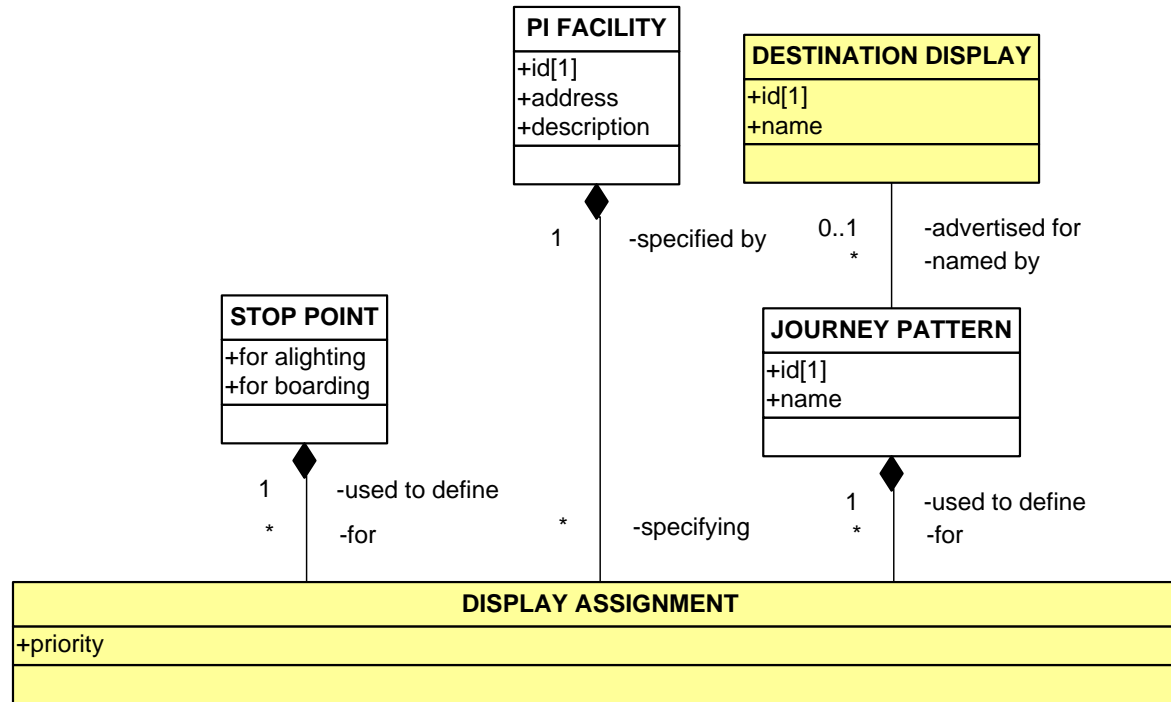 PI FACILITY
+id[1]
+address
+description
DESTINATION DISPLAY
+id[1]
+name
1
-specified by
0..1
-advertised for
*
-named by
STOP POINT
+for alighting
+for boarding
JOURNEY PATTERN
+id[1]
+name
1
-used to define
*
-for
*
-specifying
1
-used to define
*
-for
DISPLAY ASSIGNMENT
+priority